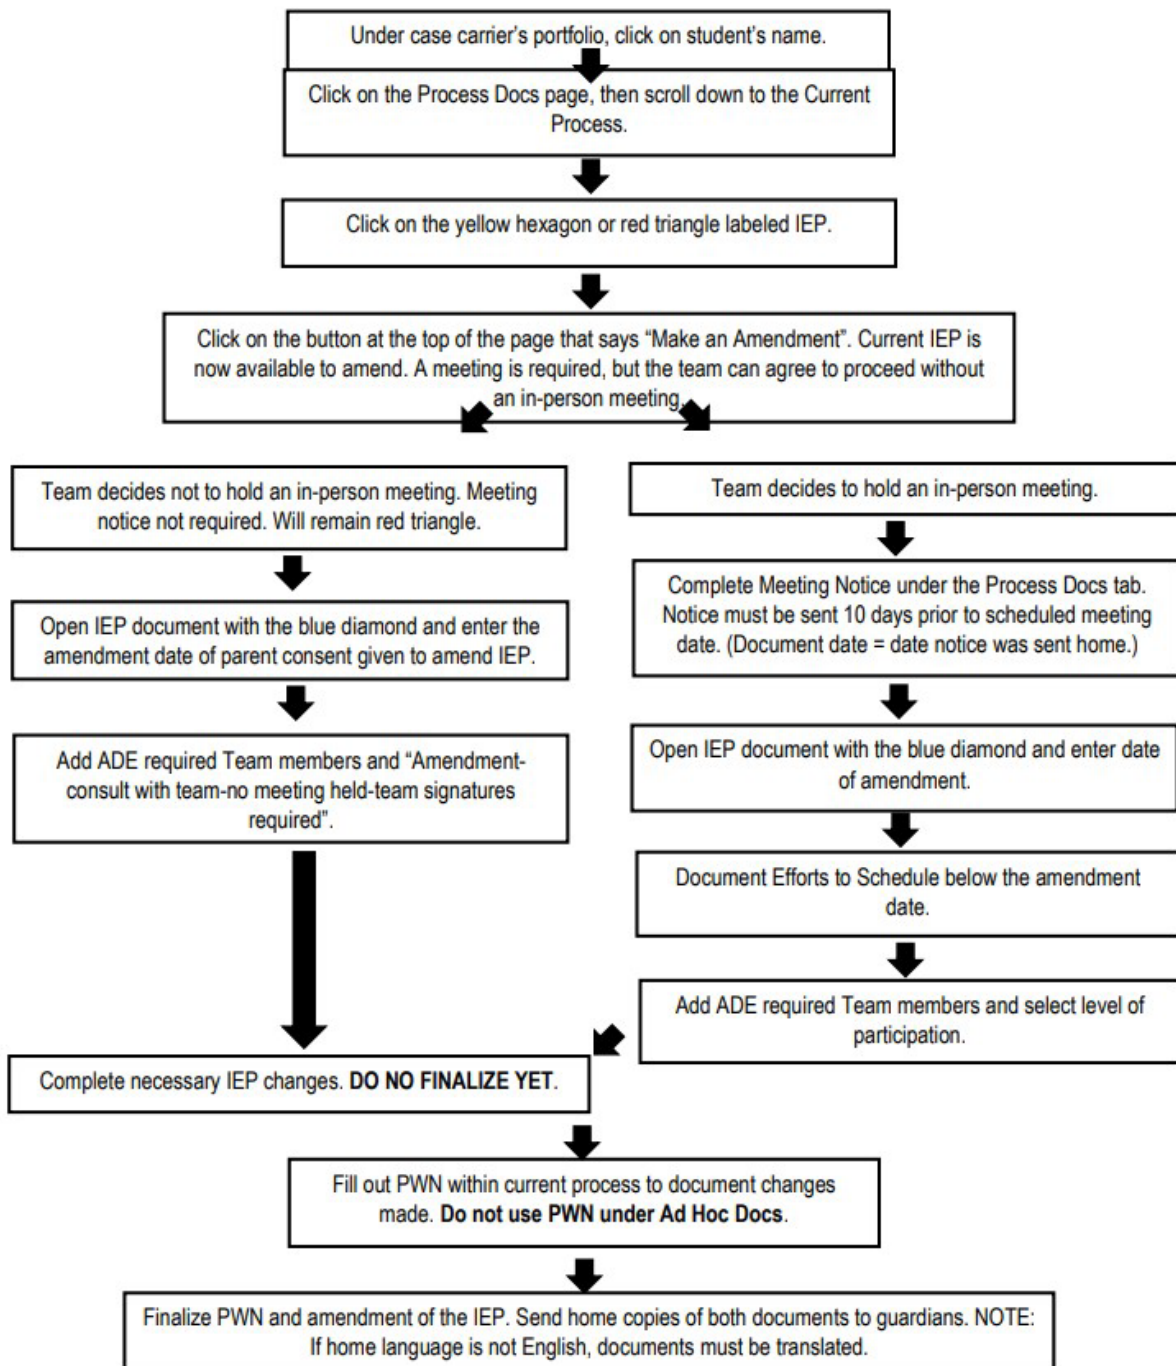 Under case carrier's portfolio, click on student's name.
Click on the Process Docs page, then scroll down to the Current
Process.
Click on the yellow hexagon or red triangle labeled IEP.
Click on the button at the top of the page that says “Make an Amendment”. Current IEP is
now available to amend. A meeting is required, but the team can agree to proceed without
an in-person meeting.
Team decides not to hold an in-person meeting. Meeting
notice not required. Will remain red triangle.
Open IEP document with the blue diamond and enter the
amendment date of parent consent given to amend IEP.
Add ADE required Team members and “Amendment-
consult with team-no meeting held-team signatures
required”.
Team decides to hold an in-person meeting.
Complete Meeting Notice under the Process Docs tab.
Notice must be sent 10 days prior to scheduled meeting
date. (Document date = date notice was sent home.)
Open IEP document with the blue diamond and enter date
of amendment.
Document Efforts to Schedule below the amendment
date.
Add ADE required Team members and select level of
participation.
Complete necessary IEP changes. DO NO FINALIZE YET.
Fill out PWN within current process to document changes
made. Do not use PWN under Ad Hoc Docs.
Finalize PWN and amendment of the IEP. Send home copies of both documents to guardians. NOTE:
If home language is not English, documents must be translated.